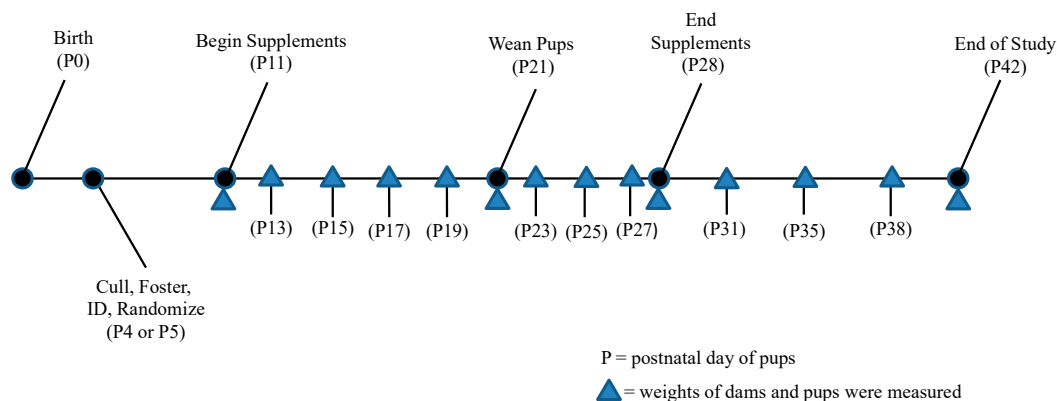 Birth
(P0)
Begin Supplements
(P11)
Wean Pups
(P21)
End
Supplements
(P28)
End of Study
(P42)
(P13)
(P15)
(P17)
(P19)
(P23)
(P25)
(P27)
(P31)
(P35)
(P38)
Cull, Foster,
ID, Randomize
(P4 or P5)
P = postnatal day of pups
= weights of dams and pups were measured